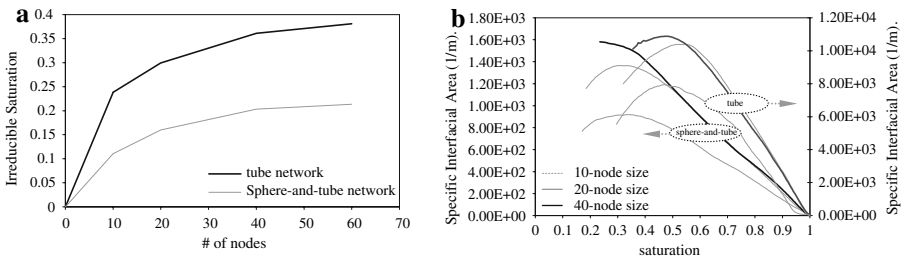 a
Irreducible Saturation
0.4
0.35
0.3
0.25
0.2
0.15
0.1
0.05
0
0 10 20 30 40 50 60 70
# of nodes
tube network
Sphere-and-tube network
b
Specific Interfacial Area (1/m).
1.80E+03
1.60E+03
1.40E+03
1.20E+03
1.00E+03
8.00E+02
6.00E+02
4.00E+02
2.00E+02
0.00E+00
0 0.1 0.2 0.3 0.4 0.5 0.6 0.7 0.8 0.9 1
saturation
tube
sphere-and-tube
10-node size
20-node size
40-node size
1.20E+04
1.00E+04
8.00E+03
6.00E+03
4.00E+03
2.00E+03
0.00E+00
Specific Interfacial Area (1/m).